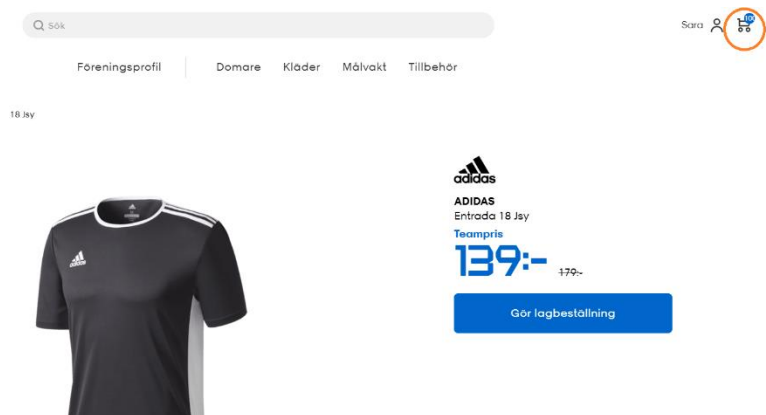 Sök
Sara
100
Föreningsprofil
Domare
Kläder
Målvakt
Tillbehör
18 Jsy
adidas
ADIDAS
Entrada 18 Jsy
Teampris
139:-
179:-
Gör lagbeställning